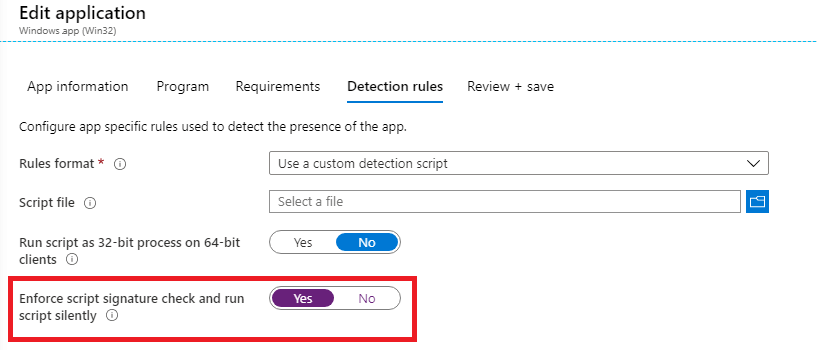 Edit application
Windows app (Win32)
App information Program Requirements Detection rules Review + save
Configure app specific rules used to detect the presence of the app.
Rules format * Use a custom detection script
Script file Select a file
Run script as 32-bit process on 64-bit Yes No
clients
Enforce script signature check and run Yes No
script silently